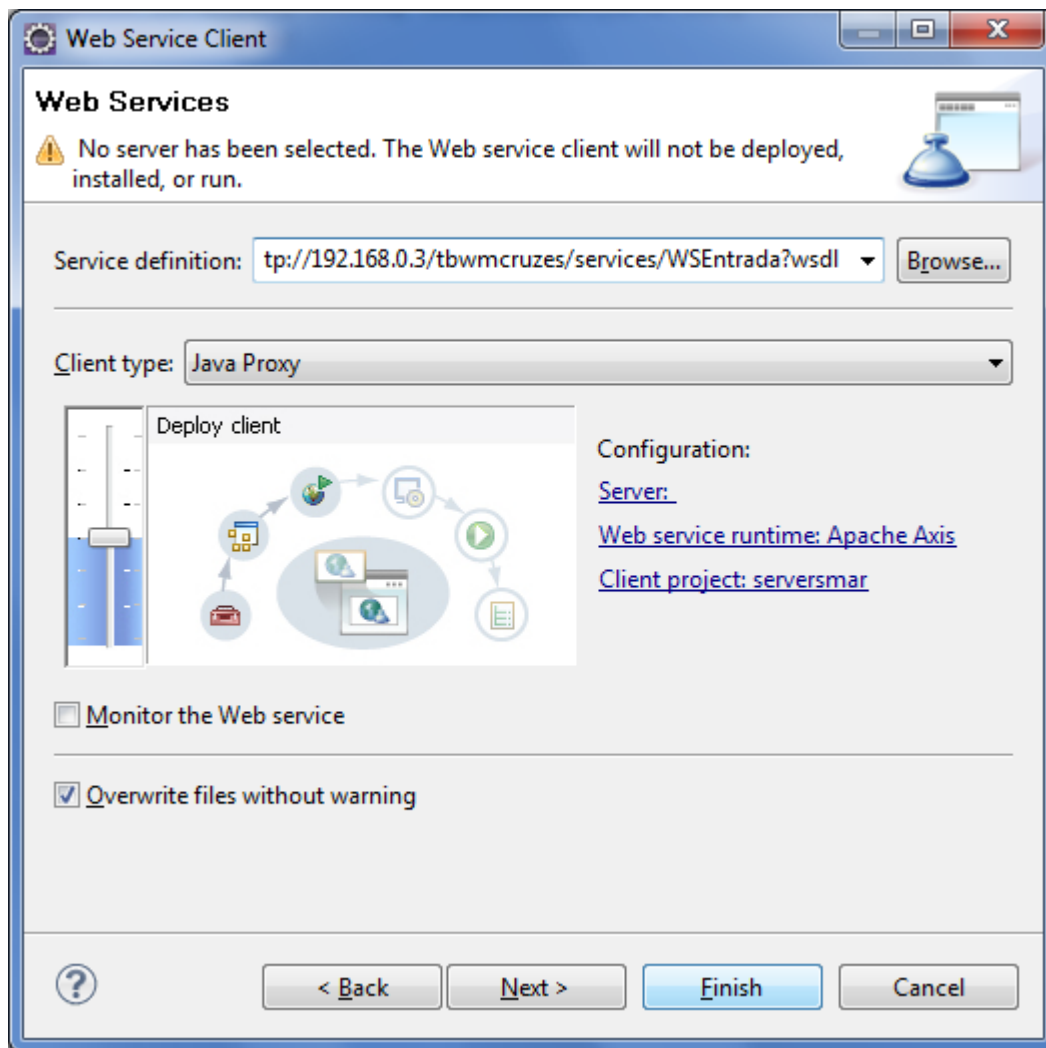 Web Service Client
Web Services
No server has been selected. The Web service client will not be deployed,
installed, or run.
Service definition: tp://192.168.0.3/tbwmcruzes/services/WSEntrada?wsdl Browse...
Client type: Java Proxy
Deploy client
Configuration:
Server:
Web service runtime: Apache Axis
Client project: serversmar
Monitor the Web service
Overwrite files without warning
? < Back Next > Finish Cancel